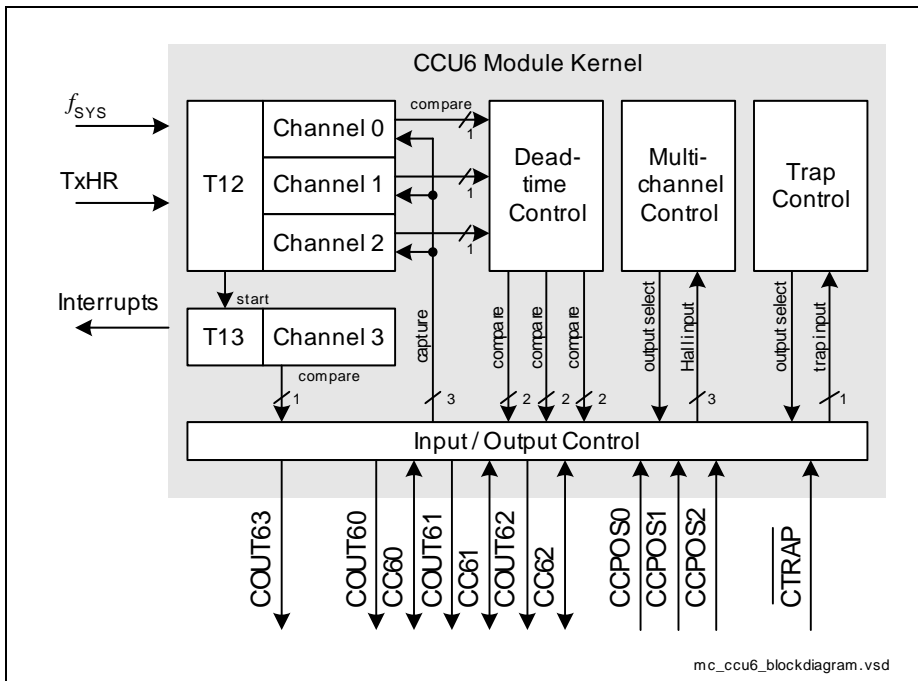 CCU6 Module Kernel
fSYS
TxHR
Interrupts
T12
Channel 0
Channel 1
Channel 2
compare
1
1
1
Dead-
time
Control
Multi-
channel
Control
Trap
Control
start
T13
Channel 3
compare
1
capture
3
compare
2
compare
2
compare
2
output select
Hall input
3
output select
trap input
1
Input / Output Control
COUT63
COUT60
CC60
COUT61
CC61
COUT62
CC62
CCPOS0
CCPOS1
CCPOS2
CTRAP
mc_ccu6_blockdiagram.vsd